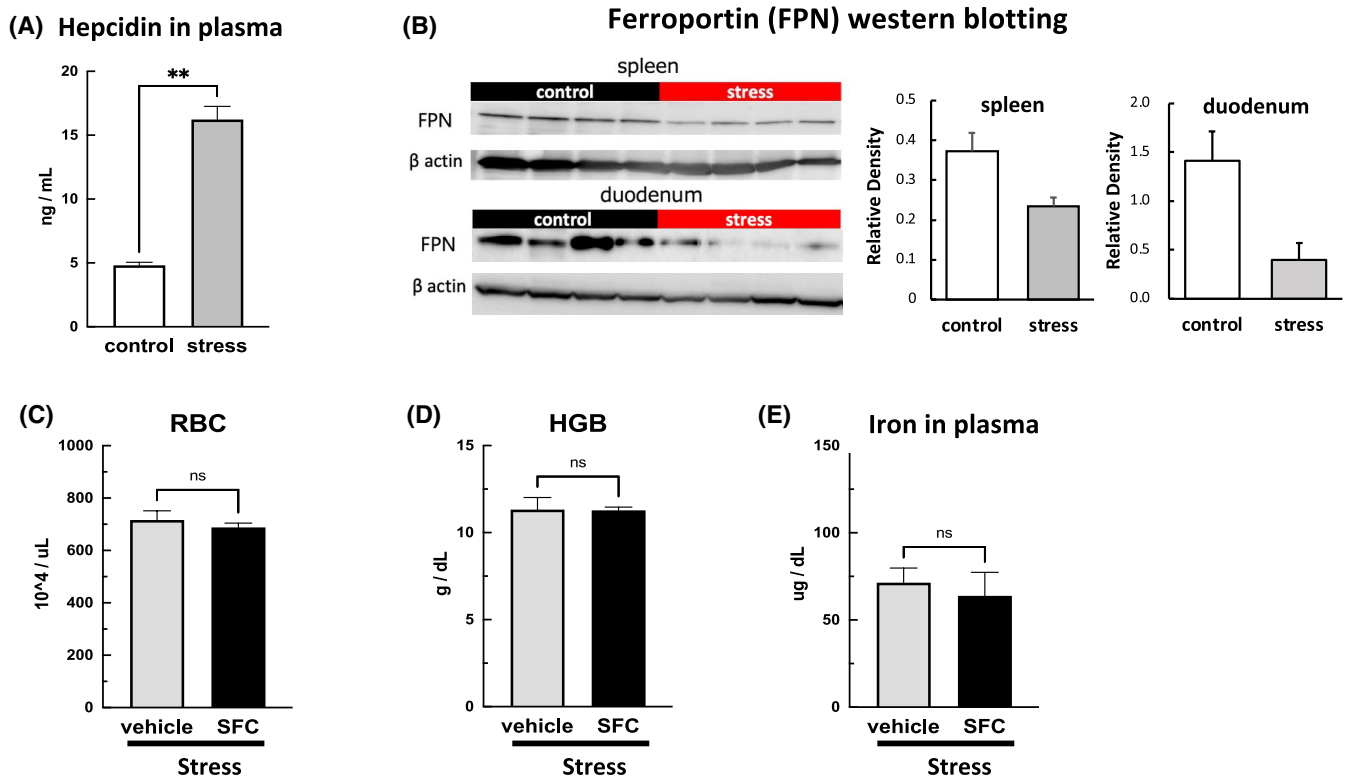 (A) Hepcidin in plasma
20
15
10
5
0
ng / mL
**
control stress
(B) Ferroportin (FPN) western blotting
spleen
control stress
FPN
β actin
duodenum
control stress
FPN
β actin
spleen
0.5
0.4
0.3
0.2
0.1
0
Relative Density
control stress
duodenum
2.0
1.5
1.0
0.5
0.0
Relative Density
control stress
(C) RBC
1000
800
600
400
200
0
10^4 / uL
ns
vehicle SFC
Stress
(D) HGB
15
10
5
0
g / dL
ns
vehicle SFC
Stress
(E) Iron in plasma
150
100
50
0
ug / dL
ns
vehicle SFC
Stress